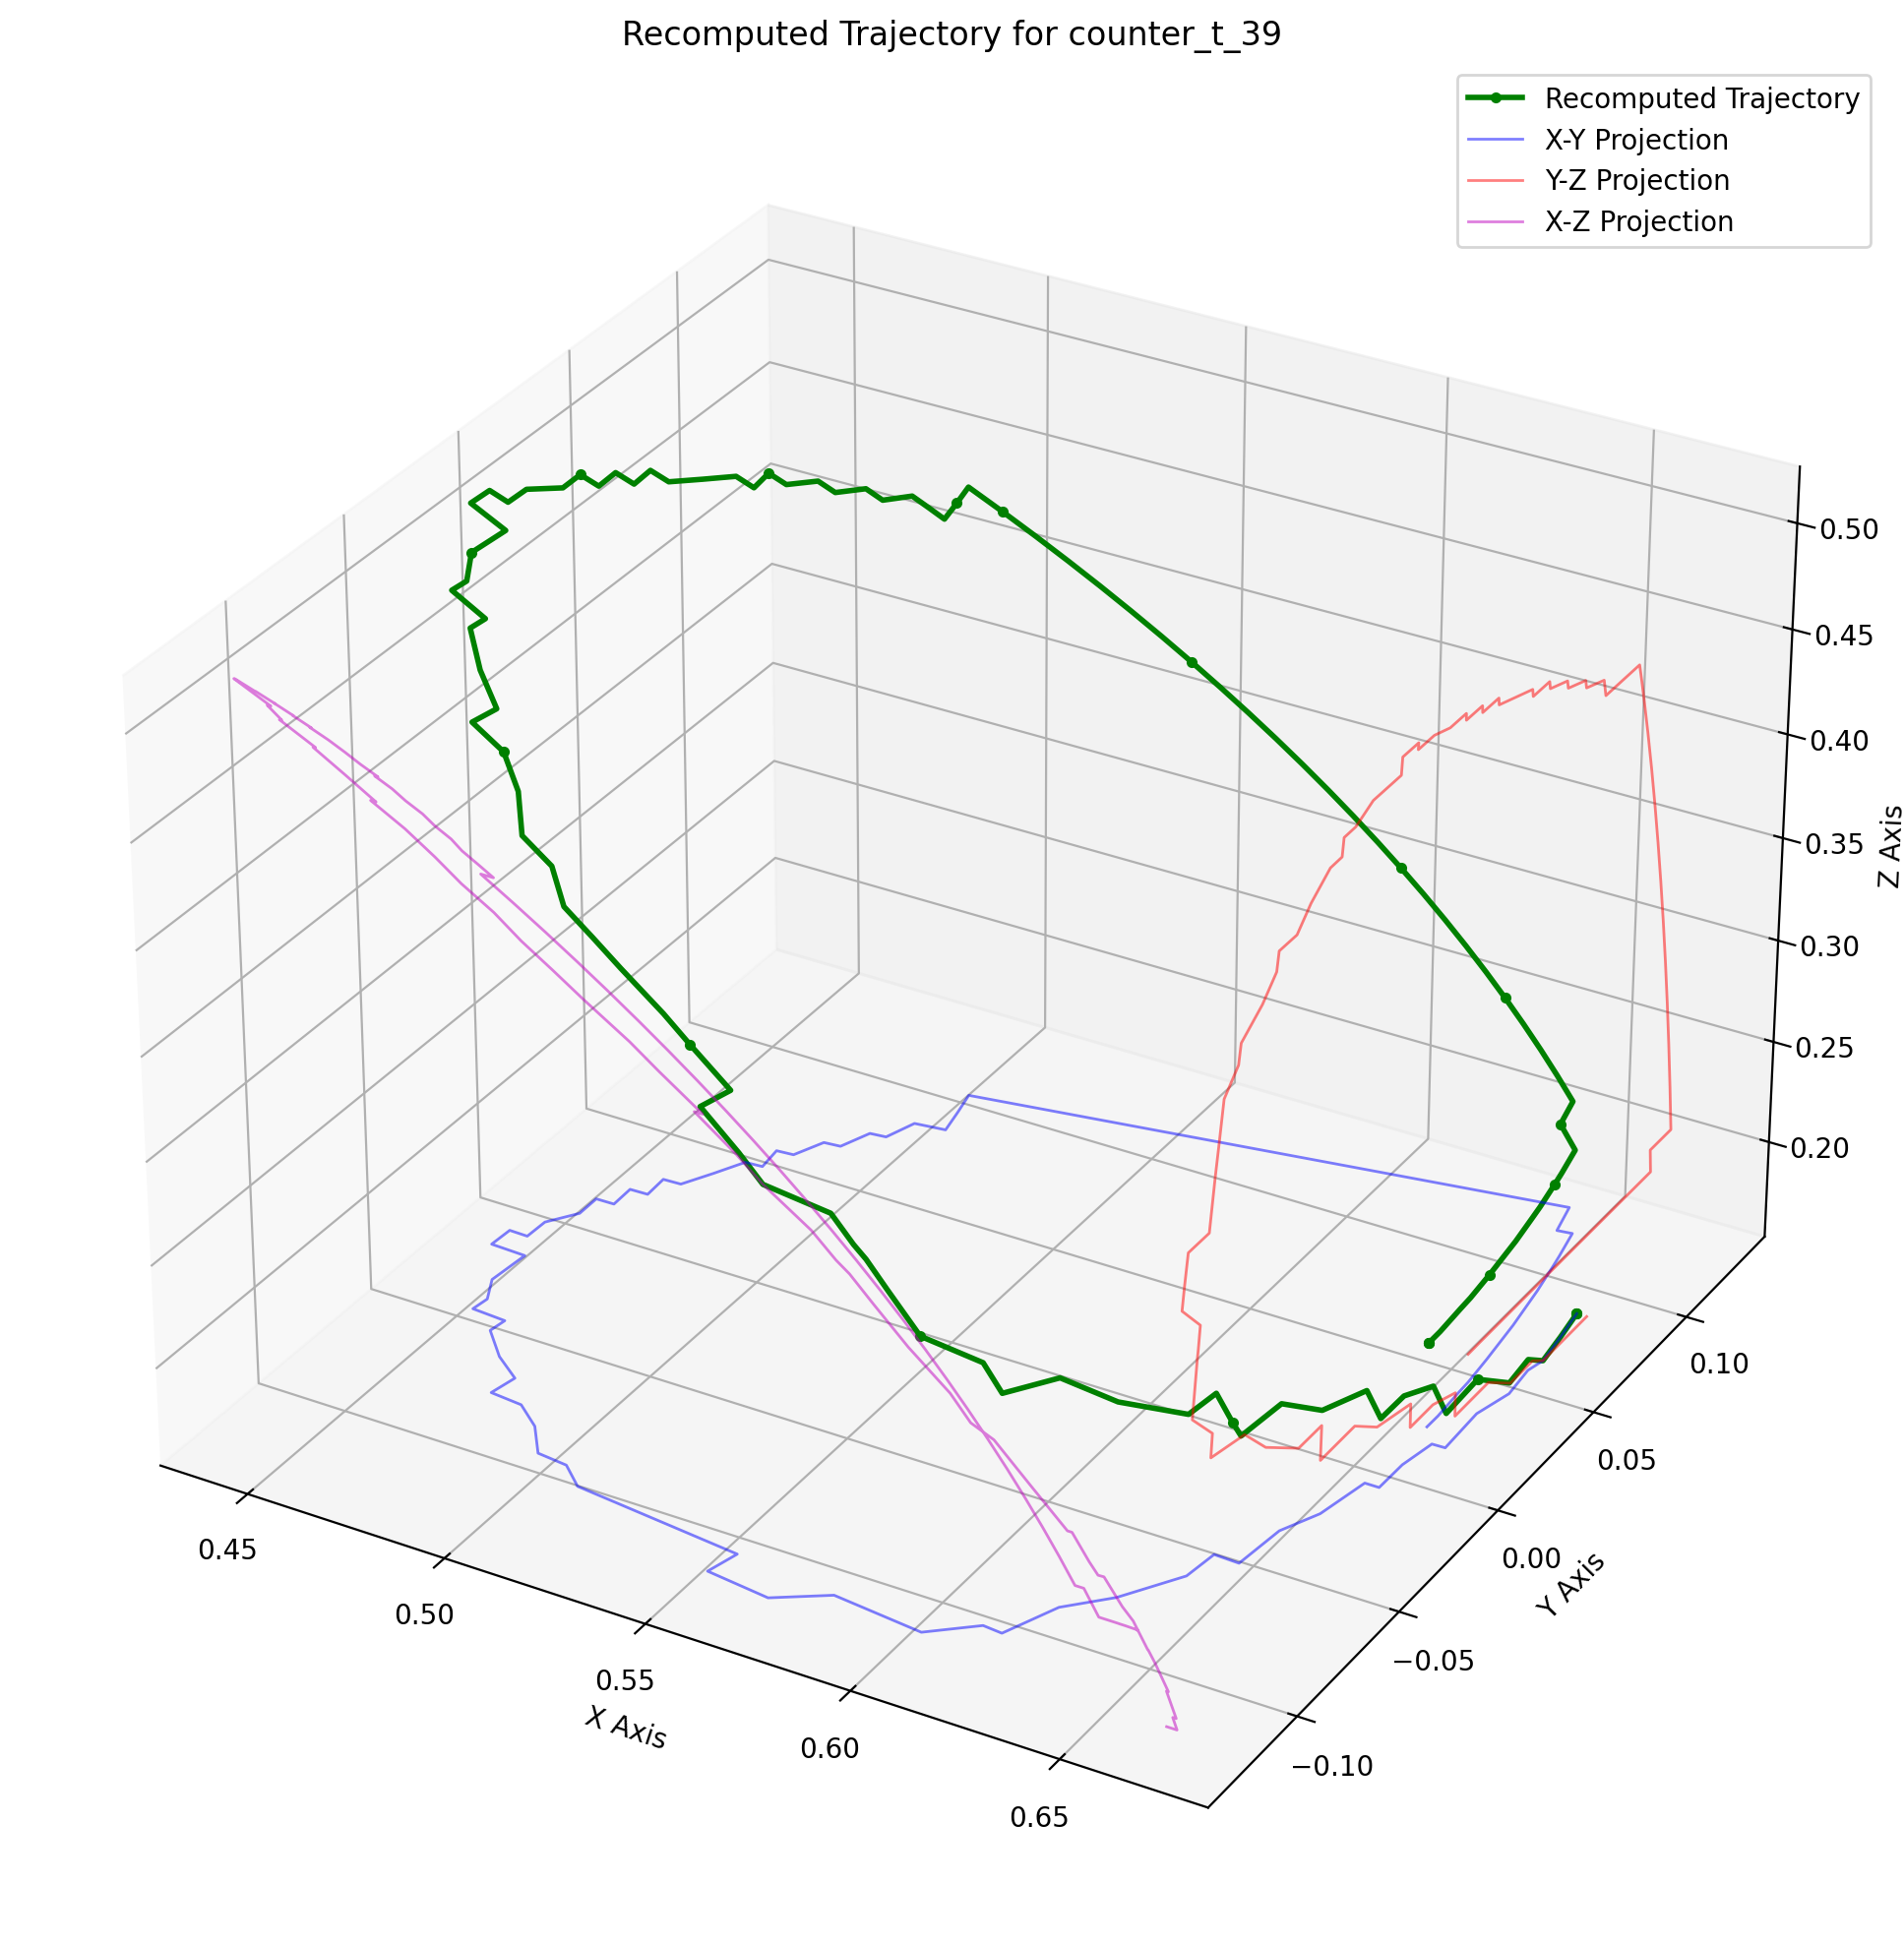 Recomputed Trajectory for counter_t_39
Recomputed Trajectory
X-Y Projection
Y-Z Projection
X-Z Projection
0.50
0.45
0.40
0.35
0.30
0.25
0.20
Z Axis
0.10
0.05
0.00
−0.05
−0.10
Y Axis
0.45
0.50
0.55
0.60
0.65
X Axis